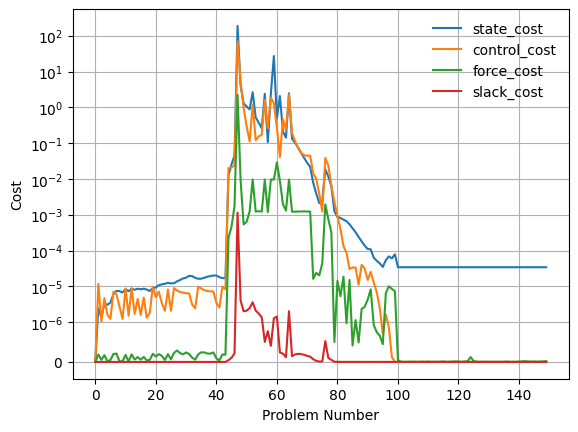 state_cost
control_cost
force_cost
slack_cost
Cost
10²
10¹
10⁰
10⁻¹
10⁻²
10⁻³
10⁻⁴
10⁻⁵
10⁻⁶
0
0 20 40 60 80 100 120 140
Problem Number